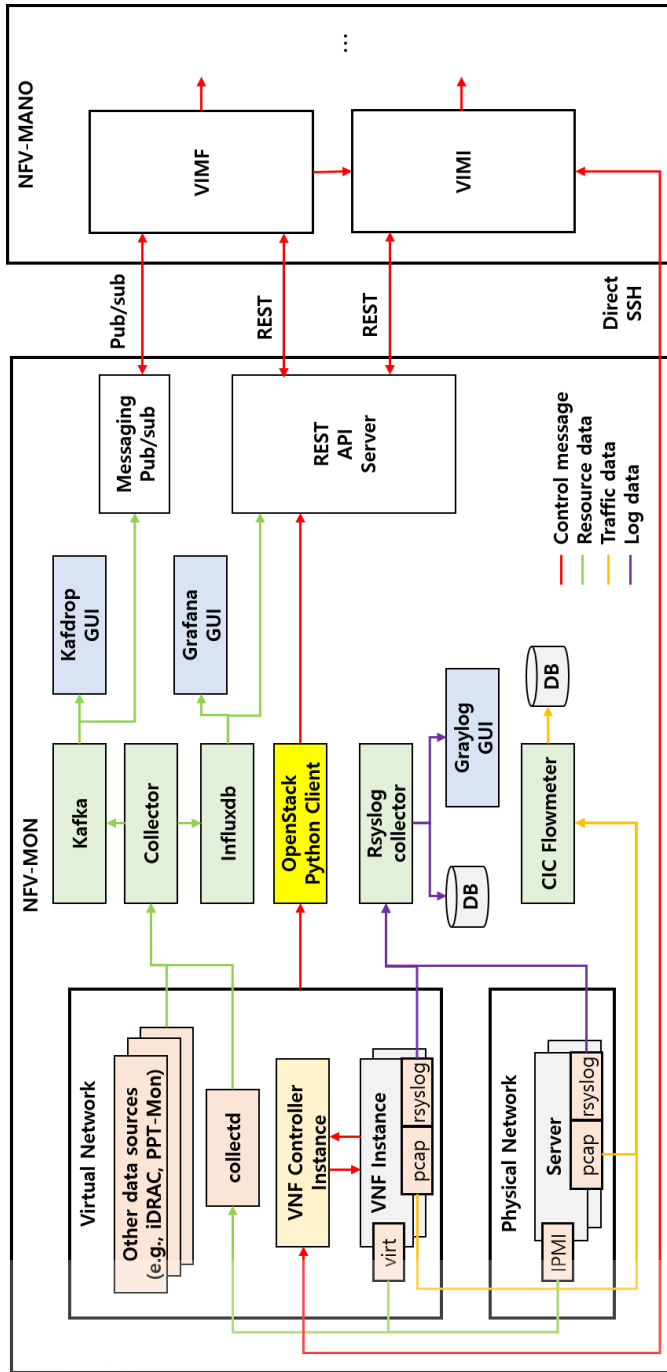 NFV-MON
Virtual Network
Other data sources
(e.g., iDRAC, PPT-Mon)
collectd
VNF Controller
Instance
VNF Instance
virt
pcap
rsyslog
Physical Network
Server
IPMI
pcap
rsyslog
Kafka
Collector
Influxdb
OpenStack
Python Client
Rsyslog
collector
DB
Graylog
GUI
CIC Flowmeter
DB
Kafdrop
GUI
Grafana
GUI
Messaging
Pub/sub
REST
API
Server
Control message
Resource data
Traffic data
Log data
Pub/sub
REST
REST
Direct
SSH
NFV-MANO
VIMF
VIMI
...